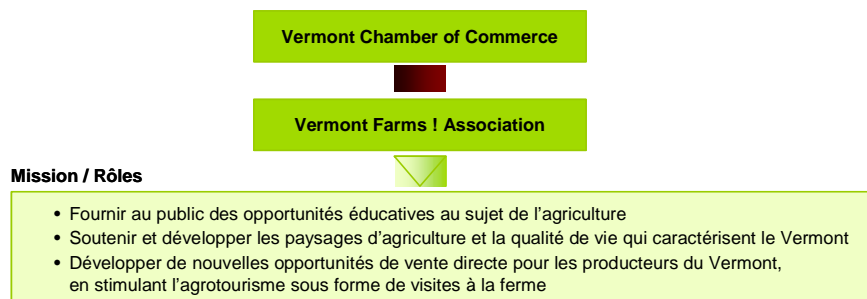 Vermont Chamber of Commerce
Vermont Farms ! Association
Mission / Rôles
• Fournir au public des opportunités éducatives au sujet de l'agriculture
• Soutenir et développer les paysages d'agriculture et la qualité de vie qui caractérisent le Vermont
• Développer de nouvelles opportunités de vente directe pour les producteurs du Vermont,
en stimulant l'agrotourisme sous forme de visites à la ferme